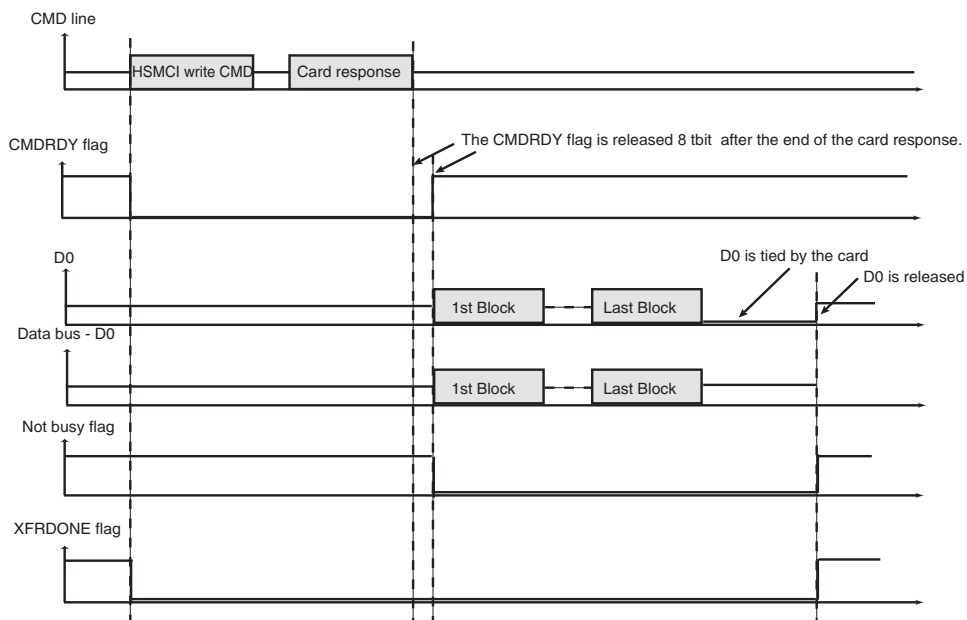 CMD line
HSMCI write CMD
Card response
CMDRDY flag
The CMDRDY flag is released 8 tbit after the end of the card response.
D0
D0 is tied by the card
D0 is released
1st Block
Last Block
Data bus - D0
1st Block
Last Block
Not busy flag
XFRDONE flag